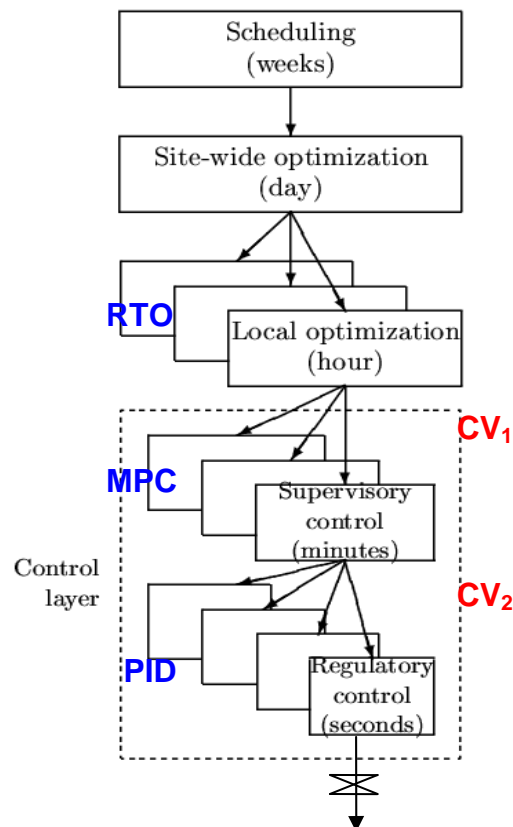 Scheduling
(weeks)
Site-wide optimization
(day)
RTO
Local optimization
(hour)
CV₁
MPC
Supervisory
control
(minutes)
Control
layer
CV₂
PID
Regulatory
control
(seconds)